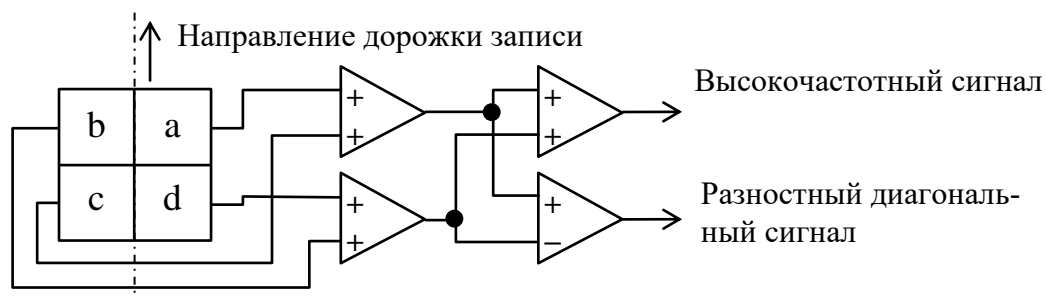 Направление дорожки записи
Высокочастотный сигнал
b a
c d
+
+
+
+
+
+
+
−
Разностный диагональ-
ный сигнал